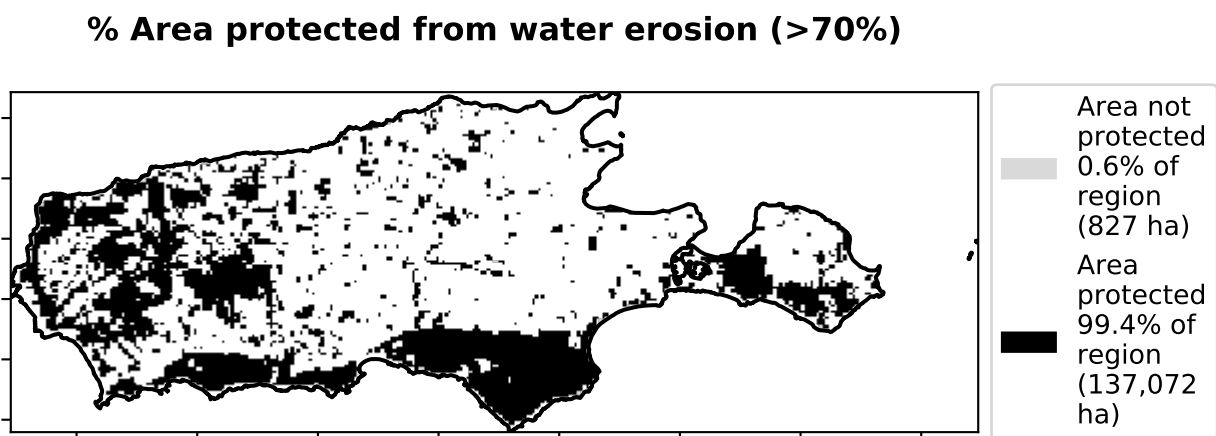 % Area protected from water erosion (>70%)
Area not
protected
0.6% of
region
(827 ha)
Area
protected
99.4% of
region
(137,072
ha)